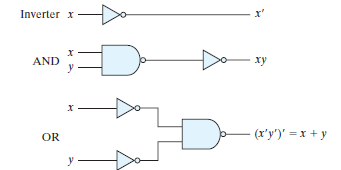 Inverter x x'
AND x y xy
x
OR (x'y')' = x + y
y